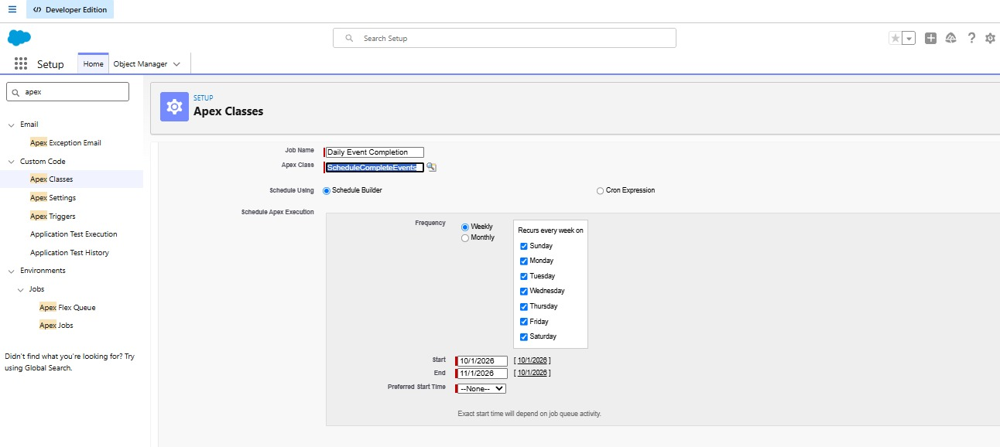 Developer Edition
Search Setup
Setup
Home
Object Manager
apex
SETUP
Apex Classes
Email
Apex Exception Email
Custom Code
Apex Classes
Apex Settings
Apex Triggers
Application Test Execution
Application Test History
Environments
Jobs
Apex Flex Queue
Apex Jobs
Didn't find what you're looking for? Try
using Global Search.
Job Name Daily Event Completion
Apex Class ScheduleCompleteEvents
Schedule Using Schedule Builder Cron Expression
Schedule Apex Execution
Frequency Weekly
Monthly
Recurs every week on
Sunday
Monday
Tuesday
Wednesday
Thursday
Friday
Saturday
Start 10/1/2026 [ 10/1/2026 ]
End 11/1/2026 [ 10/1/2026 ]
Preferred Start Time --None--
Exact start time will depend on job queue activity.